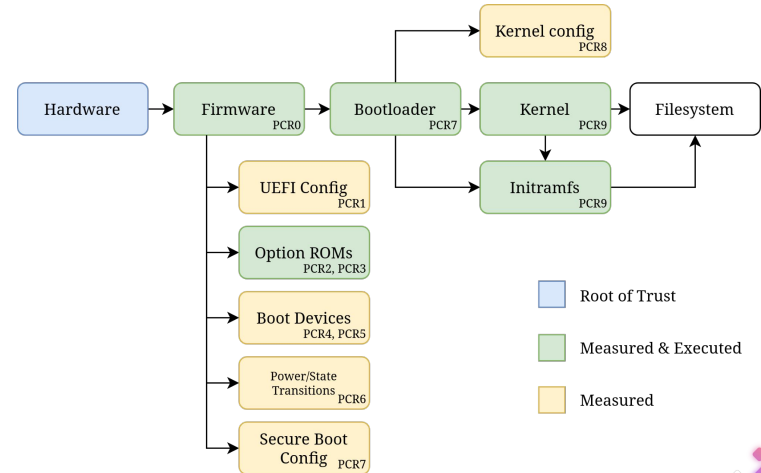 Kernel config
PCR8
Hardware
Firmware
PCR0
Bootloader
PCR7
Kernel
PCR9
Filesystem
UEFI Config
PCR1
Initramfs
PCR9
Option ROMs
PCR2, PCR3
Boot Devices
PCR4, PCR5
Power/State
Transitions
PCR6
Secure Boot
Config
PCR7
Root of Trust
Measured & Executed
Measured